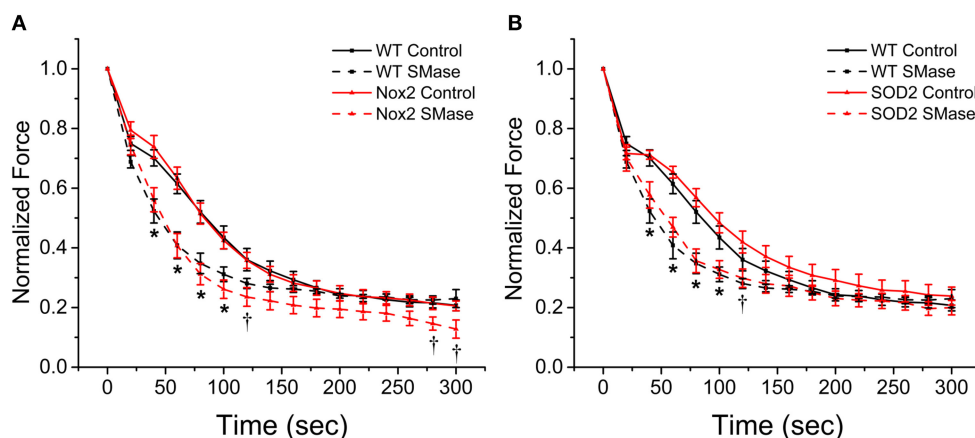 A
WT Control
WT SMase
Nox2 Control
Nox2 SMase
Normalized Force
1.0
0.8
0.6
0.4
0.2
0.0
*
*
*
*
†
†
†
0
50
100
150
200
250
300
Time (sec)
B
WT Control
WT SMase
SOD2 Control
SOD2 SMase
Normalized Force
1.0
0.8
0.6
0.4
0.2
0.0
*
*
*
*
†
0
50
100
150
200
250
300
Time (sec)